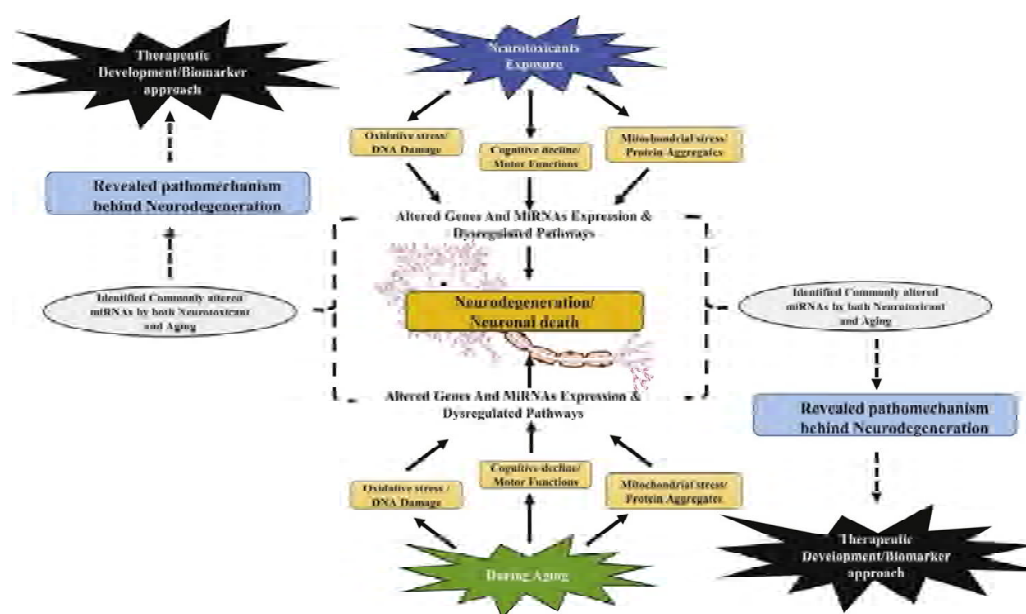 Therapeutic
Development/Biomarker
approach
Neurotoxicants
Exposure
Oxidative stress/
DNA Damage
Cognitive decline/
Motor Functions
Mitochondrial stress/
Protein Aggregates
Revealed pathomechanism
behind Neurodegeneration
Altered Genes And MiRNAs Expression &
Dysregulated Pathways
Identified Commonly altered
miRNAs by both Neurotoxicant
and Aging
Neurodegeneration/
Neuronal death
Identified Commonly altered
miRNAs by both Neurotoxicant
and Aging
Altered Genes And MiRNAs Expression &
Dysregulated Pathways
Revealed pathomechanism
behind Neurodegeneration
Oxidative stress /
DNA Damage
Cognitive decline/
Motor Functions
Mitochondrial stress/
Protein Aggregates
During Aging
Therapeutic
Development/Biomarker
approach